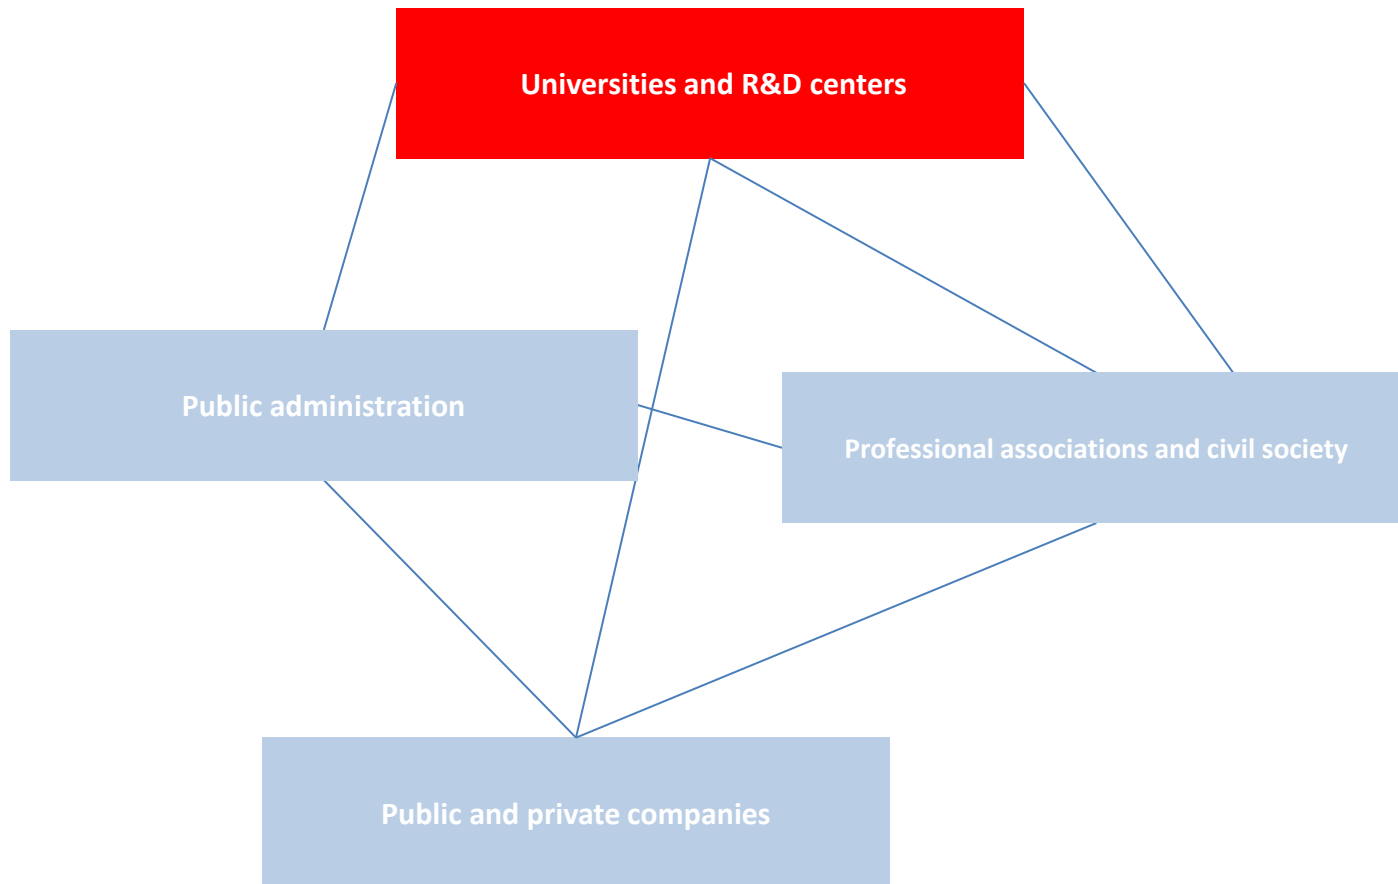 Universities and R&D centers
Public administration
Professional associations and civil society
Public and private companies